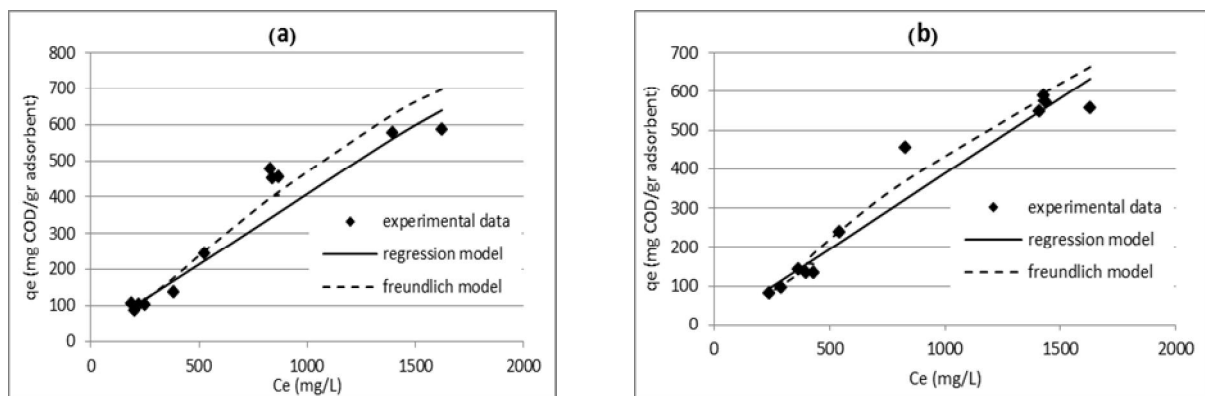 (a)
800
700
600
500
400
300
200
100
0
qe (mg COD/gr adsorbent)
experimental data
regression model
freundlich model
0 500 1000 1500 2000
Ce (mg/L)
(b)
700
600
500
400
300
200
100
0
qe (mg COD/gr adsorbent)
experimental data
regression model
freundlich model
0 500 1000 1500 2000
Ce (mg/L)